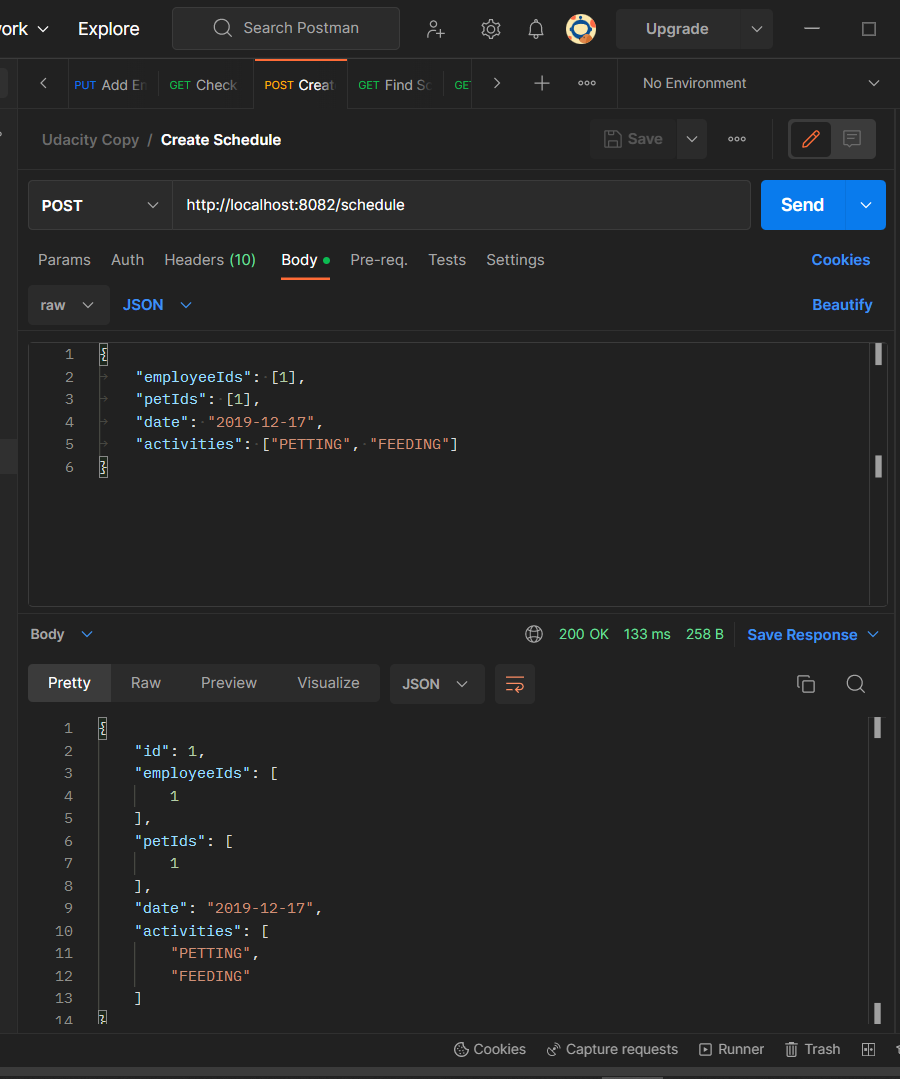 ork Explore Search Postman Upgrade
PUT Add En GET Check POST Creat GET Find Sc GET No Environment
Udacity Copy / Create Schedule Save
POST http://localhost:8082/schedule Send
Params Auth Headers (10) Body Pre-req. Tests Settings Cookies
raw JSON Beautify
1 {
2 "employeeIds": [1],
3 "petIds": [1],
4 "date": "2019-12-17",
5 "activities": ["PETTING", "FEEDING"]
6 }
Body 200 OK 133 ms 258 B Save Response
Pretty Raw Preview Visualize JSON
1 {
2 "id": 1,
3 "employeeIds": [
4 1
5 ],
6 "petIds": [
7 1
8 ],
9 "date": "2019-12-17",
10 "activities": [
11 "PETTING",
12 "FEEDING"
13 ]
14 }
Cookies Capture requests Runner Trash